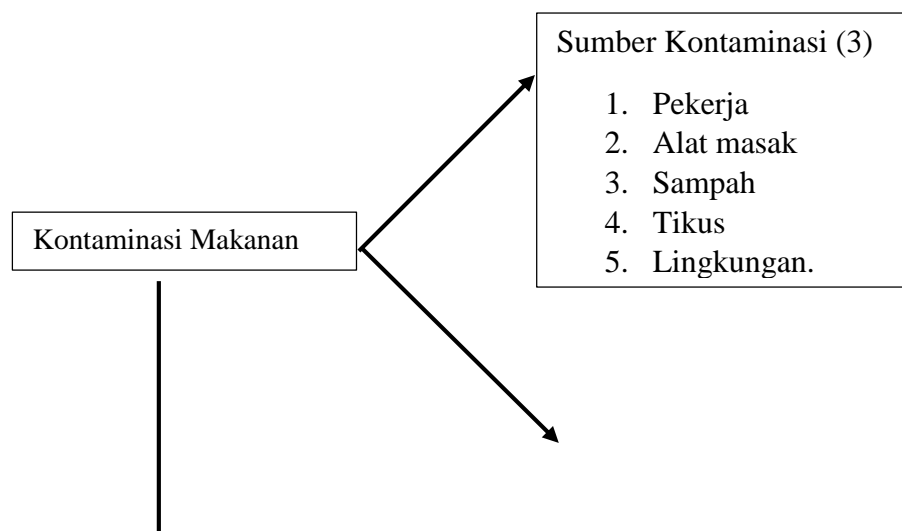 Sumber Kontaminasi (3)
1. Pekerja
2. Alat masak
3. Sampah
4. Tikus
5. Lingkungan.
Kontaminasi Makanan